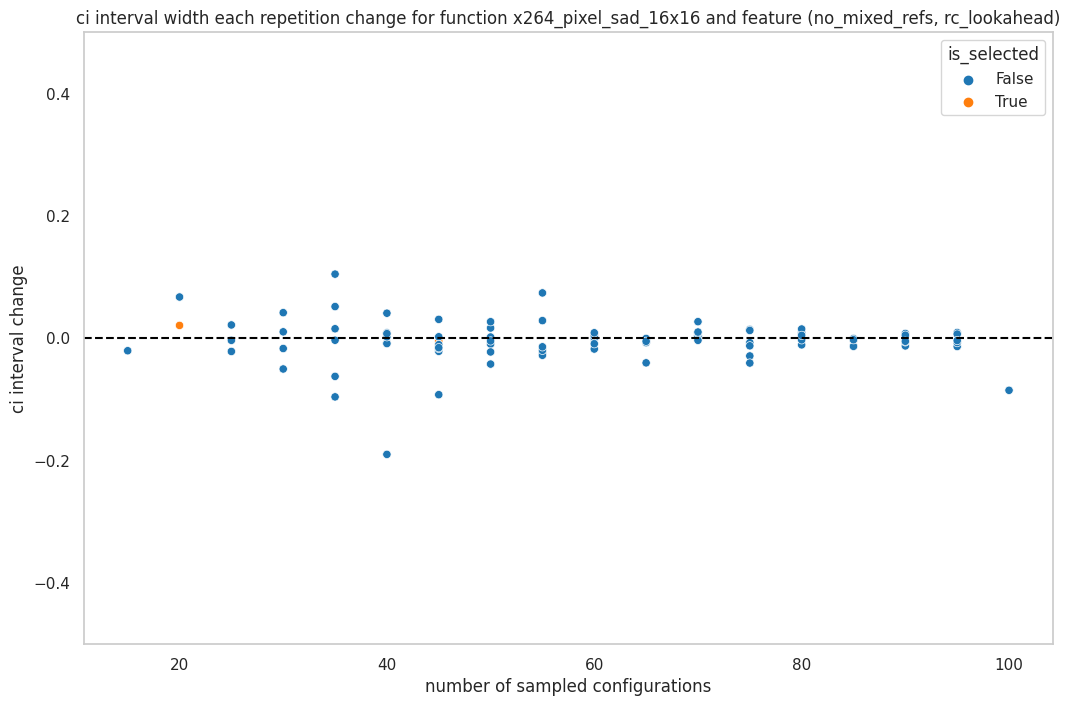 ci interval width each repetition change for function x264_pixel_sad_16x16 and feature (no_mixed_refs, rc_lookahead)
is_selected
False
True
0.4
0.2
0.0
−0.2
−0.4
ci interval change
20 40 60 80 100
number of sampled configurations